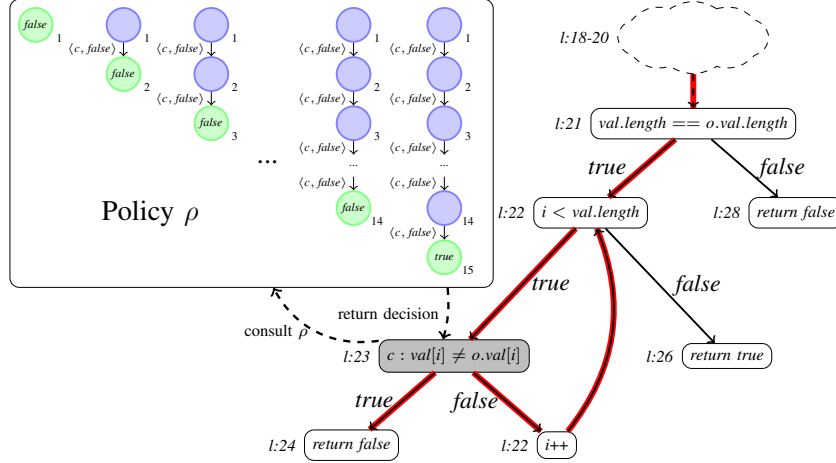 false 1
1
1
1
1
⟨c, false⟩
⟨c, false⟩
⟨c, false⟩
⟨c, false⟩
false 2
2
2
2
⟨c, false⟩
⟨c, false⟩
⟨c, false⟩
false 3
3
3
⟨c, false⟩
⟨c, false⟩
...
...
...
⟨c, false⟩
⟨c, false⟩
false 14
14
⟨c, false⟩
true 15
Policy ρ
consult ρ
return decision
l:18-20
l:21 val.length == o.val.length
true
false
l:22 i < val.length
l:28 return false
true
false
l:23 c : val[i] ≠ o.val[i]
l:26 return true
true
false
l:24 return false
l:22 i++